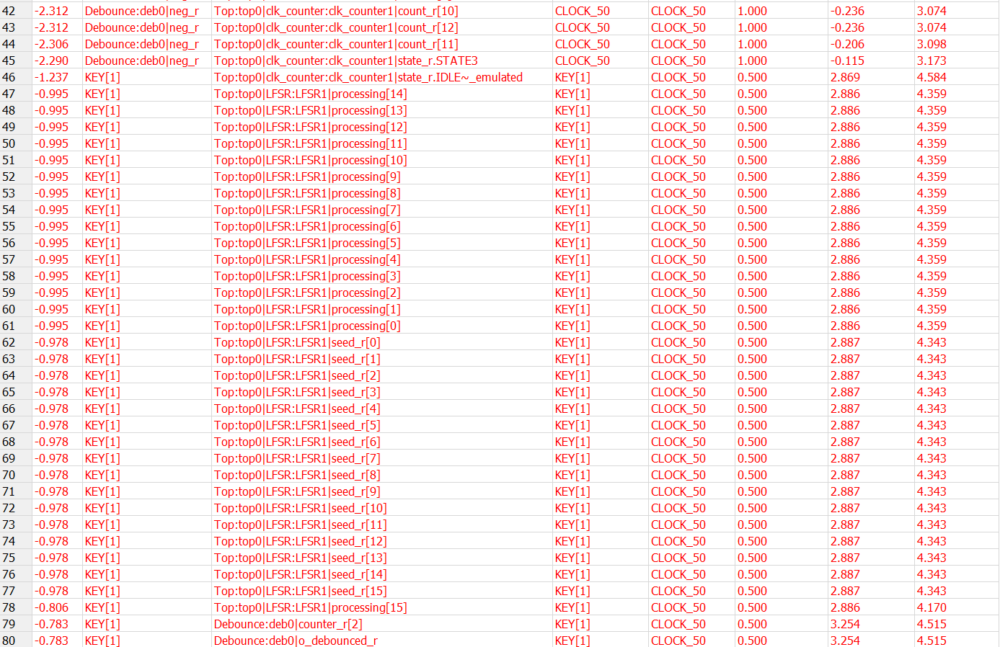 42 -2.312 Debounce:deb0|neg_r Top:top0|clk_counter:clk_counter1|count_r[10] CLOCK_50 CLOCK_50 1.000 -0.236 3.074
43 -2.312 Debounce:deb0|neg_r Top:top0|clk_counter:clk_counter1|count_r[12] CLOCK_50 CLOCK_50 1.000 -0.236 3.074
44 -2.306 Debounce:deb0|neg_r Top:top0|clk_counter:clk_counter1|count_r[11] CLOCK_50 CLOCK_50 1.000 -0.206 3.098
45 -2.290 Debounce:deb0|neg_r Top:top0|clk_counter:clk_counter1|state_r.STATE3 CLOCK_50 CLOCK_50 1.000 -0.115 3.173
46 -1.237 KEY[1] Top:top0|clk_counter:clk_counter1|state_r.IDLE~_emulated KEY[1] CLOCK_50 0.500 2.869 4.584
47 -0.995 KEY[1] Top:top0|LFSR:LFSR1|processing[14] KEY[1] CLOCK_50 0.500 2.886 4.359
48 -0.995 KEY[1] Top:top0|LFSR:LFSR1|processing[13] KEY[1] CLOCK_50 0.500 2.886 4.359
49 -0.995 KEY[1] Top:top0|LFSR:LFSR1|processing[12] KEY[1] CLOCK_50 0.500 2.886 4.359
50 -0.995 KEY[1] Top:top0|LFSR:LFSR1|processing[11] KEY[1] CLOCK_50 0.500 2.886 4.359
51 -0.995 KEY[1] Top:top0|LFSR:LFSR1|processing[10] KEY[1] CLOCK_50 0.500 2.886 4.359
52 -0.995 KEY[1] Top:top0|LFSR:LFSR1|processing[9] KEY[1] CLOCK_50 0.500 2.886 4.359
53 -0.995 KEY[1] Top:top0|LFSR:LFSR1|processing[8] KEY[1] CLOCK_50 0.500 2.886 4.359
54 -0.995 KEY[1] Top:top0|LFSR:LFSR1|processing[7] KEY[1] CLOCK_50 0.500 2.886 4.359
55 -0.995 KEY[1] Top:top0|LFSR:LFSR1|processing[6] KEY[1] CLOCK_50 0.500 2.886 4.359
56 -0.995 KEY[1] Top:top0|LFSR:LFSR1|processing[5] KEY[1] CLOCK_50 0.500 2.886 4.359
57 -0.995 KEY[1] Top:top0|LFSR:LFSR1|processing[4] KEY[1] CLOCK_50 0.500 2.886 4.359
58 -0.995 KEY[1] Top:top0|LFSR:LFSR1|processing[3] KEY[1] CLOCK_50 0.500 2.886 4.359
59 -0.995 KEY[1] Top:top0|LFSR:LFSR1|processing[2] KEY[1] CLOCK_50 0.500 2.886 4.359
60 -0.995 KEY[1] Top:top0|LFSR:LFSR1|processing[1] KEY[1] CLOCK_50 0.500 2.886 4.359
61 -0.995 KEY[1] Top:top0|LFSR:LFSR1|processing[0] KEY[1] CLOCK_50 0.500 2.886 4.359
62 -0.978 KEY[1] Top:top0|LFSR:LFSR1|seed_r[0] KEY[1] CLOCK_50 0.500 2.887 4.343
63 -0.978 KEY[1] Top:top0|LFSR:LFSR1|seed_r[1] KEY[1] CLOCK_50 0.500 2.887 4.343
64 -0.978 KEY[1] Top:top0|LFSR:LFSR1|seed_r[2] KEY[1] CLOCK_50 0.500 2.887 4.343
65 -0.978 KEY[1] Top:top0|LFSR:LFSR1|seed_r[3] KEY[1] CLOCK_50 0.500 2.887 4.343
66 -0.978 KEY[1] Top:top0|LFSR:LFSR1|seed_r[4] KEY[1] CLOCK_50 0.500 2.887 4.343
67 -0.978 KEY[1] Top:top0|LFSR:LFSR1|seed_r[5] KEY[1] CLOCK_50 0.500 2.887 4.343
68 -0.978 KEY[1] Top:top0|LFSR:LFSR1|seed_r[6] KEY[1] CLOCK_50 0.500 2.887 4.343
69 -0.978 KEY[1] Top:top0|LFSR:LFSR1|seed_r[7] KEY[1] CLOCK_50 0.500 2.887 4.343
70 -0.978 KEY[1] Top:top0|LFSR:LFSR1|seed_r[8] KEY[1] CLOCK_50 0.500 2.887 4.343
71 -0.978 KEY[1] Top:top0|LFSR:LFSR1|seed_r[9] KEY[1] CLOCK_50 0.500 2.887 4.343
72 -0.978 KEY[1] Top:top0|LFSR:LFSR1|seed_r[10] KEY[1] CLOCK_50 0.500 2.887 4.343
73 -0.978 KEY[1] Top:top0|LFSR:LFSR1|seed_r[11] KEY[1] CLOCK_50 0.500 2.887 4.343
74 -0.978 KEY[1] Top:top0|LFSR:LFSR1|seed_r[12] KEY[1] CLOCK_50 0.500 2.887 4.343
75 -0.978 KEY[1] Top:top0|LFSR:LFSR1|seed_r[13] KEY[1] CLOCK_50 0.500 2.887 4.343
76 -0.978 KEY[1] Top:top0|LFSR:LFSR1|seed_r[14] KEY[1] CLOCK_50 0.500 2.887 4.343
77 -0.978 KEY[1] Top:top0|LFSR:LFSR1|seed_r[15] KEY[1] CLOCK_50 0.500 2.887 4.343
78 -0.806 KEY[1] Top:top0|LFSR:LFSR1|processing[15] KEY[1] CLOCK_50 0.500 2.886 4.170
79 -0.783 KEY[1] Debounce:deb0|counter_r[2] KEY[1] CLOCK_50 0.500 3.254 4.515
80 -0.783 KEY[1] Debounce:deb0|o_debounced_r KEY[1] CLOCK_50 0.500 3.254 4.515